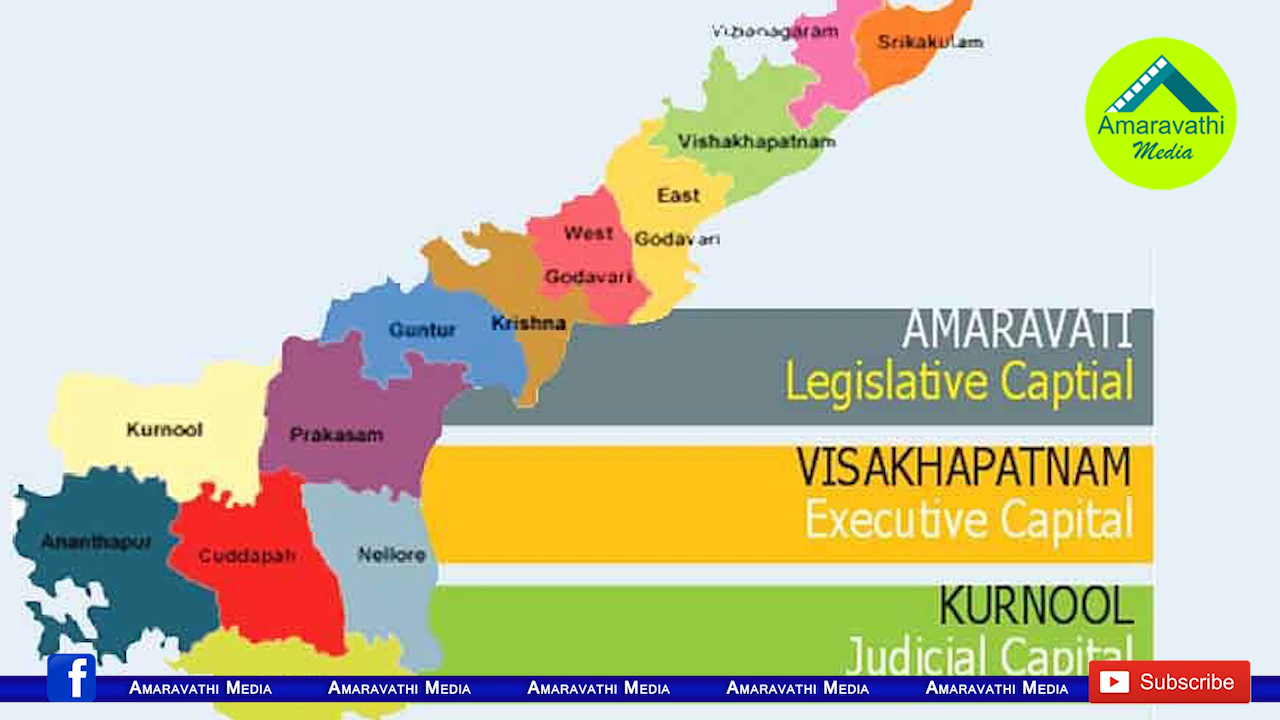 Vizianagaram
Srikakulam
Amaravathi
Media
Vishakhapatnam
East
Godavari
West
Godavari
Guntur
Krishna
AMARAVATI
Legislative Captial
Kurnool
Prakasam
VISAKHAPATNAM
Executive Capital
Ananthapur
Cuddapah
Nellore
KURNOOL
Judicial Capital
f
Amaravathi Media
Amaravathi Media
Amaravathi Media
Amaravathi Media
Amaravathi Media
Subscribe